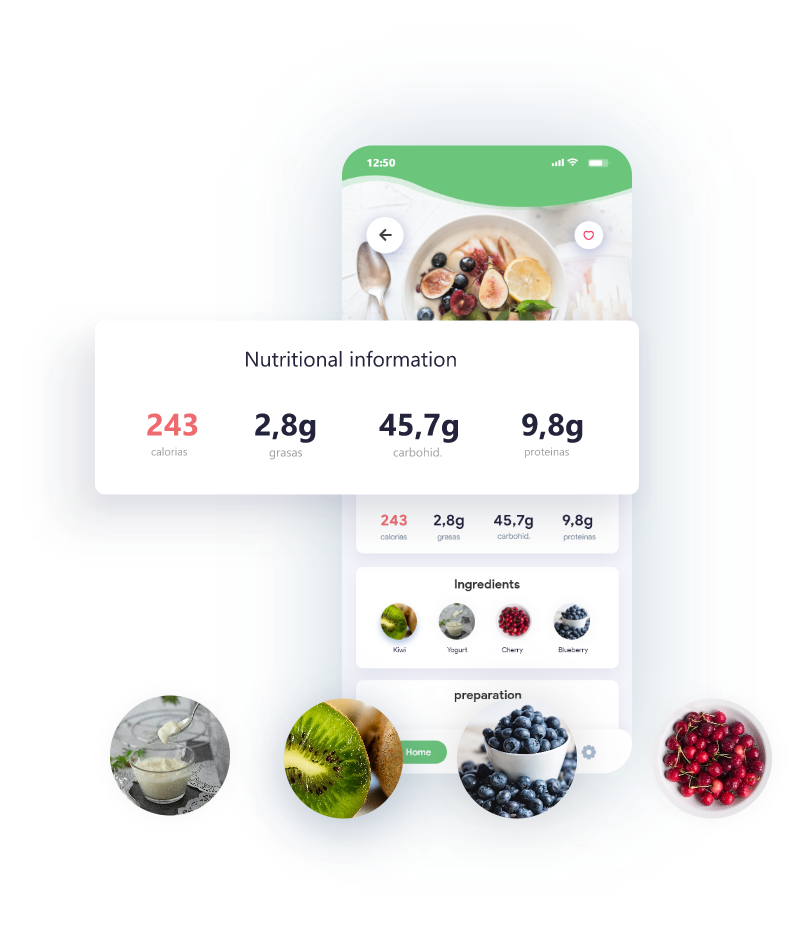 12:50
Nutritional information
243 2,8g 45,7g 9,8g
calorias grasas carbohid. proteinas
243 2,8g 45,7g 9,8g
calorias grasas carbohid. proteinas
Ingredients
Kiwi Yogurt Cherry Blueberry
preparation
Home